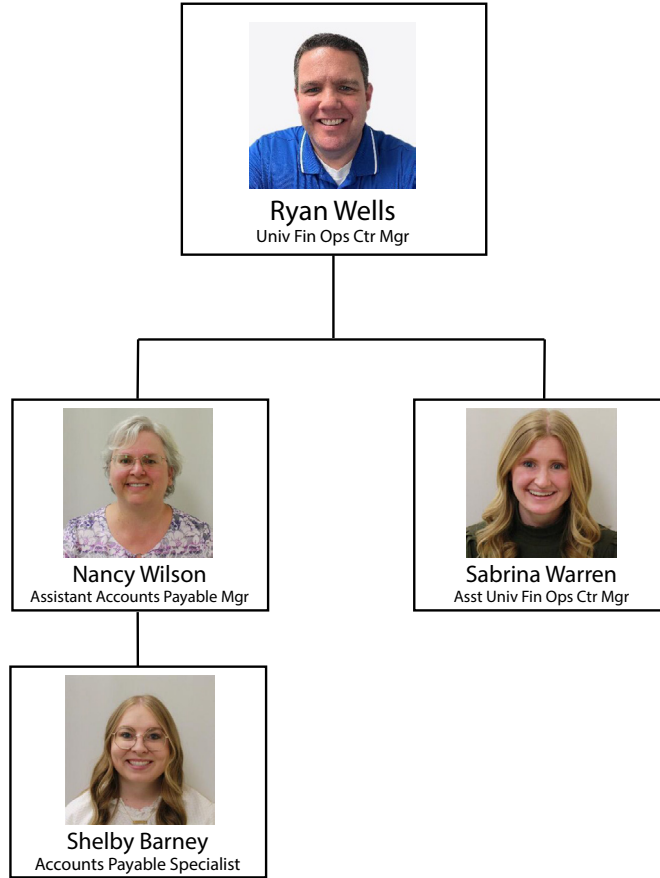 Ryan Wells
Univ Fin Ops Ctr Mgr
Nancy Wilson
Assistant Accounts Payable Mgr
Sabrina Warren
Asst Univ Fin Ops Ctr Mgr
Shelby Barney
Accounts Payable Specialist